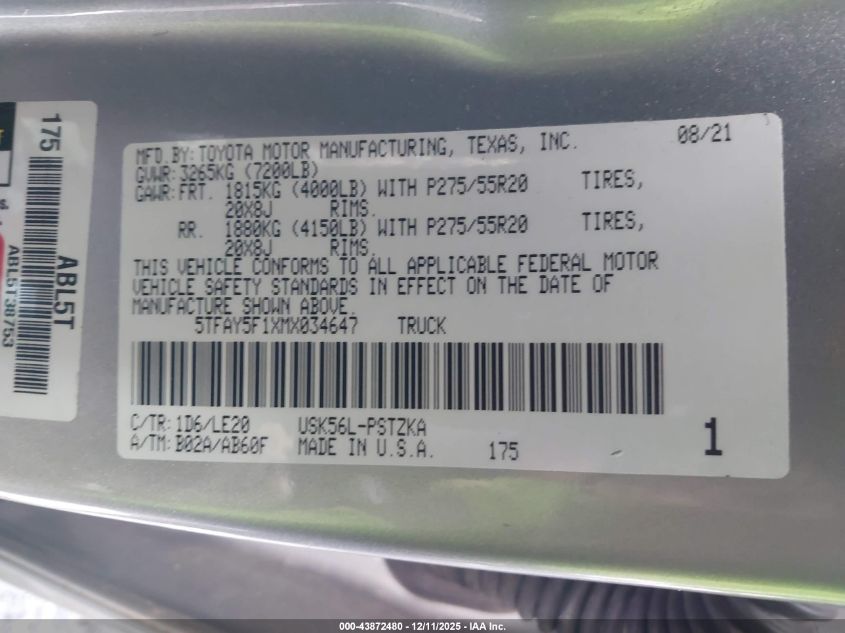 175
ABL5T
ABL5T38753
MFD.BY:TOYOTA MOTOR MANUFACTURING, TEXAS, INC. 08/21
GVWR:3265KG (7200LB)
GAWR:FRT. 1815KG (4000LB) WITH P275/55R20 TIRES,
20X8J RIMS.
RR. 1880KG (4150LB) WITH P275/55R20 TIRES,
20X8J RIMS.
THIS VEHICLE CONFORMS TO ALL APPLICABLE FEDERAL MOTOR
VEHICLE SAFETY STANDARDS IN EFFECT ON THE DATE OF
MANUFACTURE SHOWN ABOVE.
5TFAY5F1XMX034647 TRUCK
C/TR:1D6/LE20 USK56L-PSTZKA
A/TM:B02A/AB60F MADE IN U.S.A. 175 1
000-43872480 - 12/11/2025 - IAA Inc.